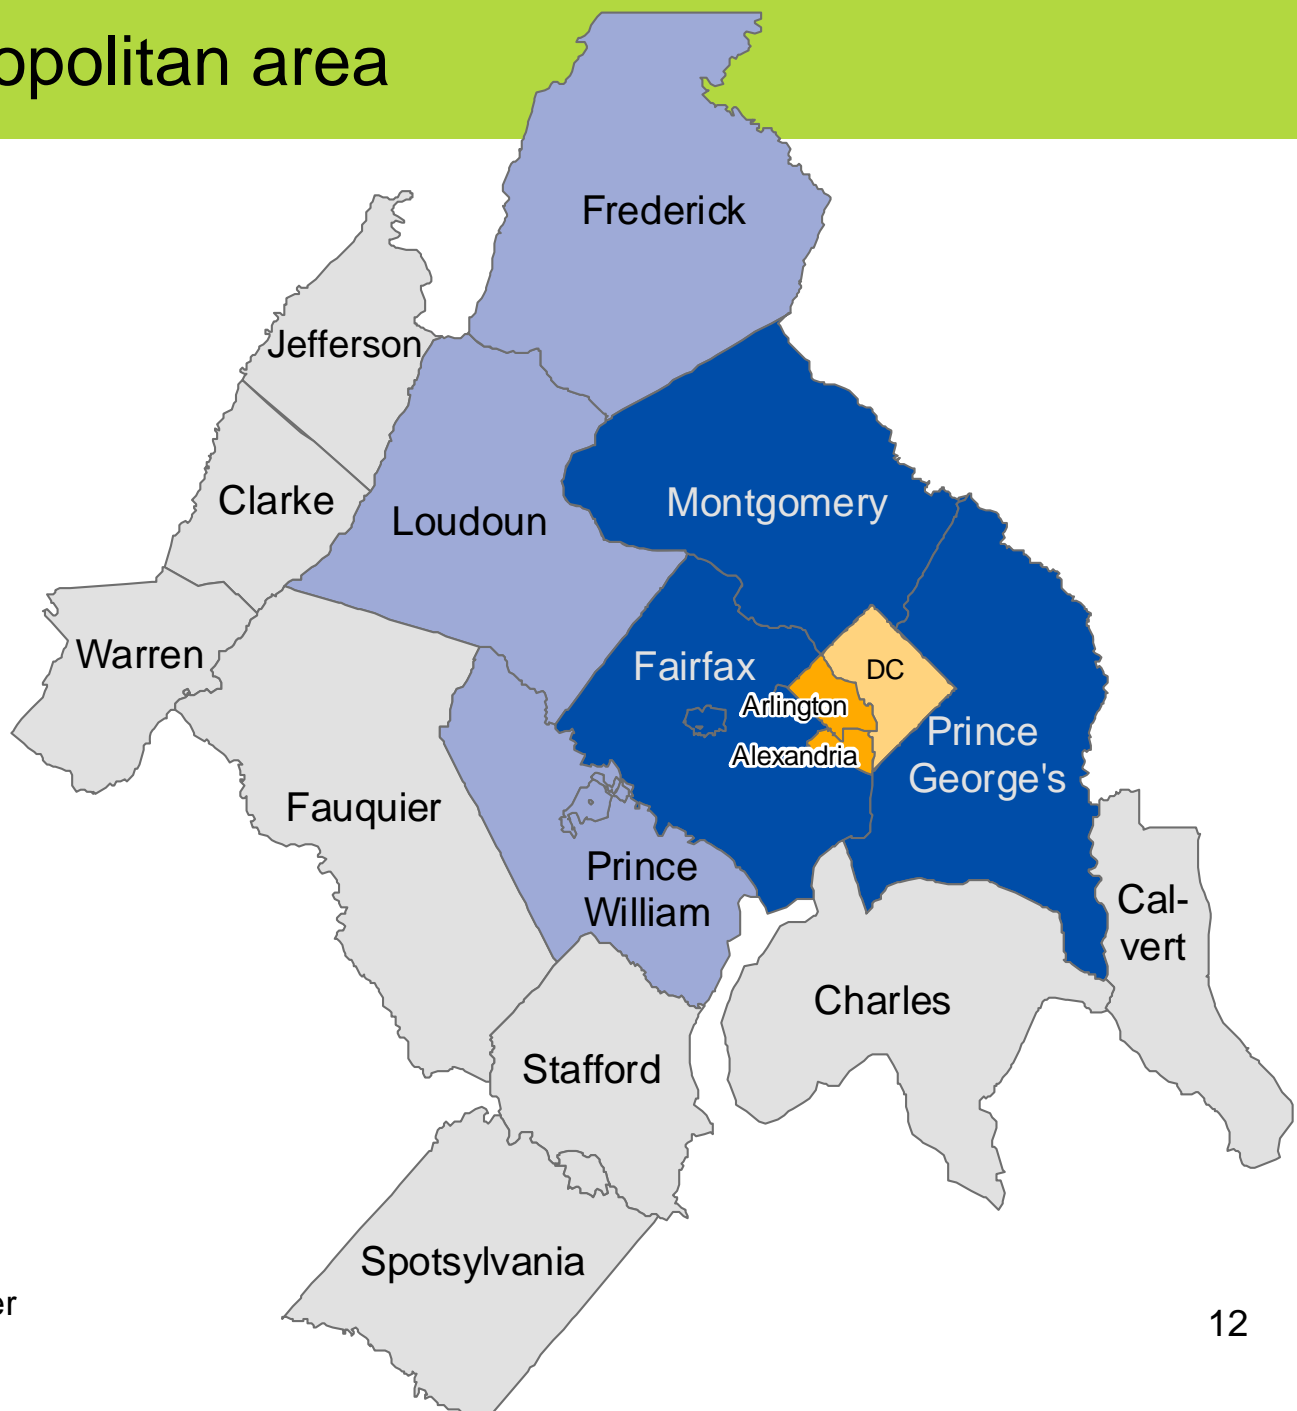 opolitan area
Frederick
Jefferson
Clarke
Loudoun
Montgomery
Warren
Fairfax
DC
Arlington
Alexandria
Prince
George's
Fauquier
Prince
William
Cal-
vert
Charles
Stafford
Spotsylvania
er
12